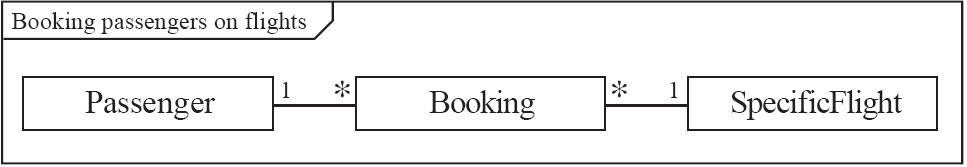 Booking passengers on flights
Passenger 1 * Booking * 1 SpecificFlight